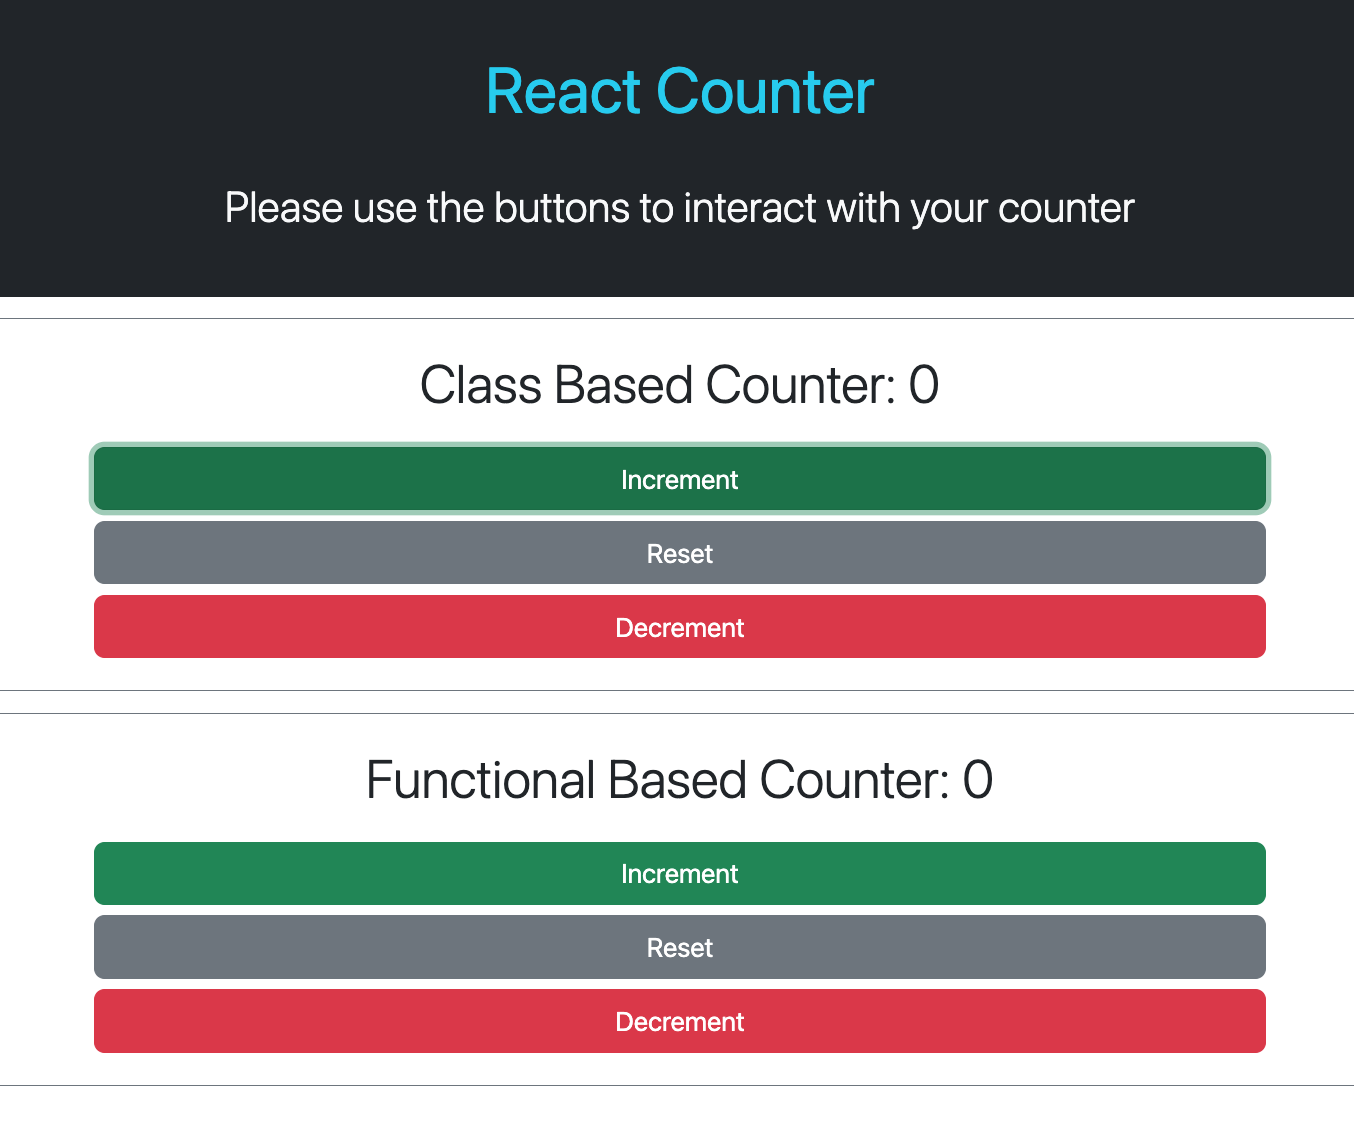 React Counter
Please use the buttons to interact with your counter
Class Based Counter: 0
Increment
Reset
Decrement
Functional Based Counter: 0
Increment
Reset
Decrement